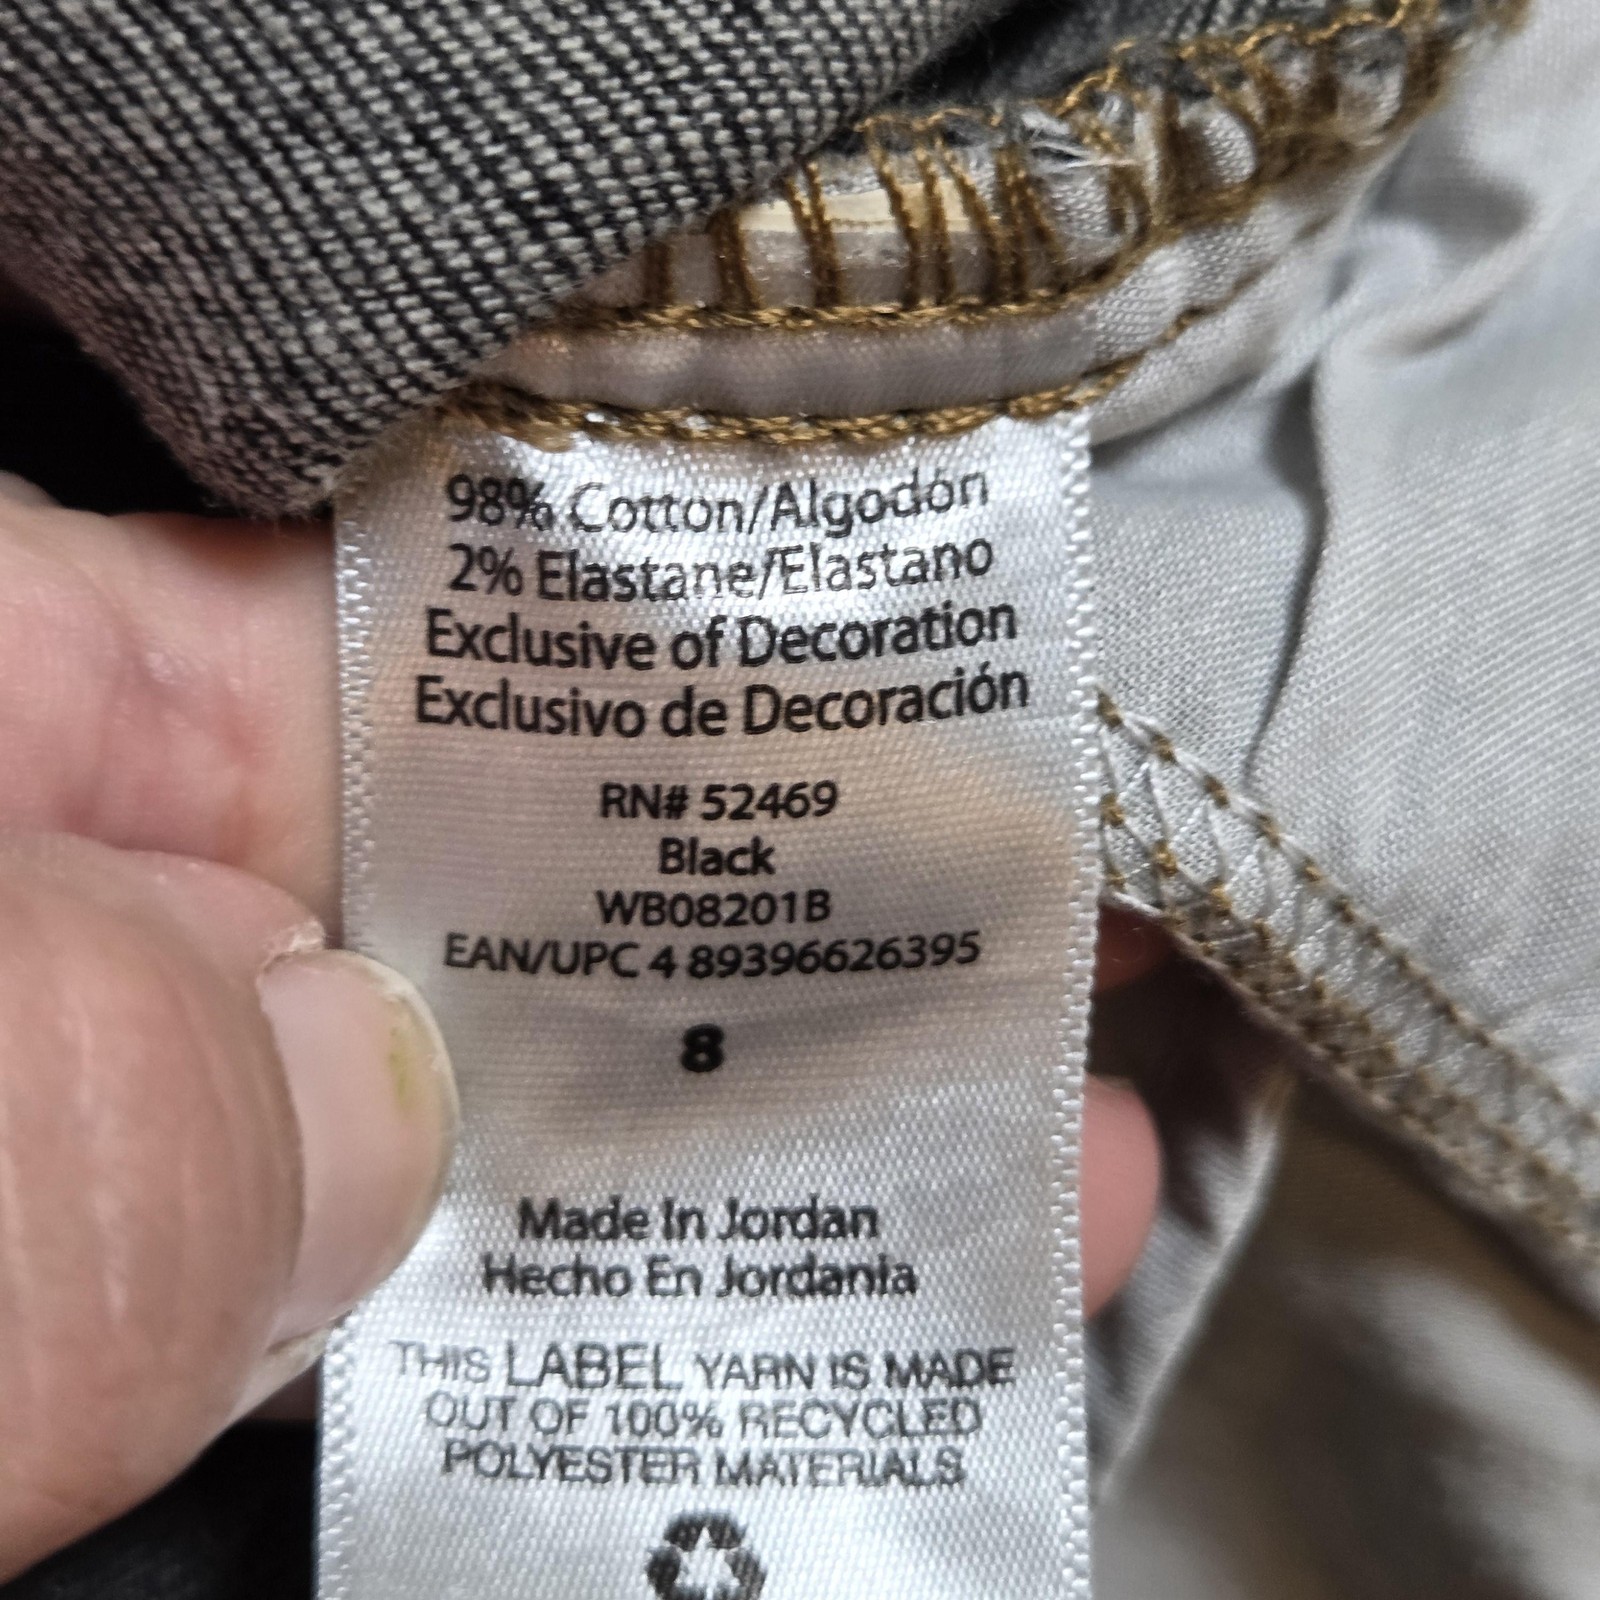 98% Cotton/Algodón
2% Elastane/Elastano
Exclusive of Decoration
Exclusivo de Decoración
RN# 52469
Black
WB08201B
EAN/UPC 4 89396626395
8
Made In Jordan
Hecho En Jordania
THIS LABEL YARN IS MADE
OUT OF 100% RECYCLED
POLYESTER MATERIALS